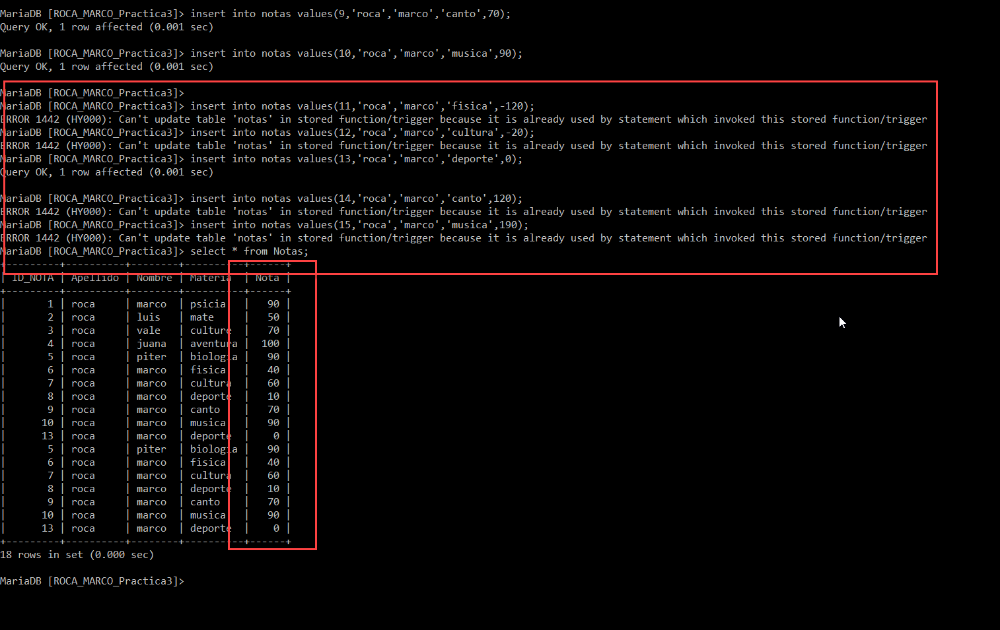 MariaDB [ROCA_MARCO_Practica3]> insert into notas values(9,'roca','marco','canto',70);
Query OK, 1 row affected (0.001 sec)
MariaDB [ROCA_MARCO_Practica3]> insert into notas values(10,'roca','marco','musica',90);
Query OK, 1 row affected (0.001 sec)
MariaDB [ROCA_MARCO_Practica3]>
MariaDB [ROCA_MARCO_Practica3]> insert into notas values(11,'roca','marco','fisica',-120);
ERROR 1442 (HY000): Can't update table 'notas' in stored function/trigger because it is already used by statement which invoked this stored function/trigger
MariaDB [ROCA_MARCO_Practica3]> insert into notas values(12,'roca','marco','cultura',-20);
ERROR 1442 (HY000): Can't update table 'notas' in stored function/trigger because it is already used by statement which invoked this stored function/trigger
MariaDB [ROCA_MARCO_Practica3]> insert into notas values(13,'roca','marco','deporte',0);
Query OK, 1 row affected (0.001 sec)
MariaDB [ROCA_MARCO_Practica3]> insert into notas values(14,'roca','marco','canto',120);
ERROR 1442 (HY000): Can't update table 'notas' in stored function/trigger because it is already used by statement which invoked this stored function/trigger
MariaDB [ROCA_MARCO_Practica3]> insert into notas values(15,'roca','marco','musica',190);
ERROR 1442 (HY000): Can't update table 'notas' in stored function/trigger because it is already used by statement which invoked this stored function/trigger
MariaDB [ROCA_MARCO_Practica3]> select * from Notas;
+---------+----------+--------+----------+------+
| ID_NOTA | Apellido | Nombre | Materia  | Nota |
+---------+----------+--------+----------+------+
|       1 | roca     | marco  | psicia   |   90 |
|       2 | roca     | luis   | mate     |   50 |
|       3 | roca     | vale   | culture  |   70 |
|       4 | roca     | juana  | aventura |  100 |
|       5 | roca     | piter  | biologia |   90 |
|       6 | roca     | marco  | fisica   |   40 |
|       7 | roca     | marco  | cultura  |   60 |
|       8 | roca     | marco  | deporte  |   10 |
|       9 | roca     | marco  | canto    |   70 |
|      10 | roca     | marco  | musica   |   90 |
|      13 | roca     | marco  | deporte  |    0 |
|       5 | roca     | piter  | biologia |   90 |
|       6 | roca     | marco  | fisica   |   40 |
|       7 | roca     | marco  | cultura  |   60 |
|       8 | roca     | marco  | deporte  |   10 |
|       9 | roca     | marco  | canto    |   70 |
|      10 | roca     | marco  | musica   |   90 |
|      13 | roca     | marco  | deporte  |    0 |
+---------+----------+--------+----------+------+
18 rows in set (0.000 sec)
MariaDB [ROCA_MARCO_Practica3]>